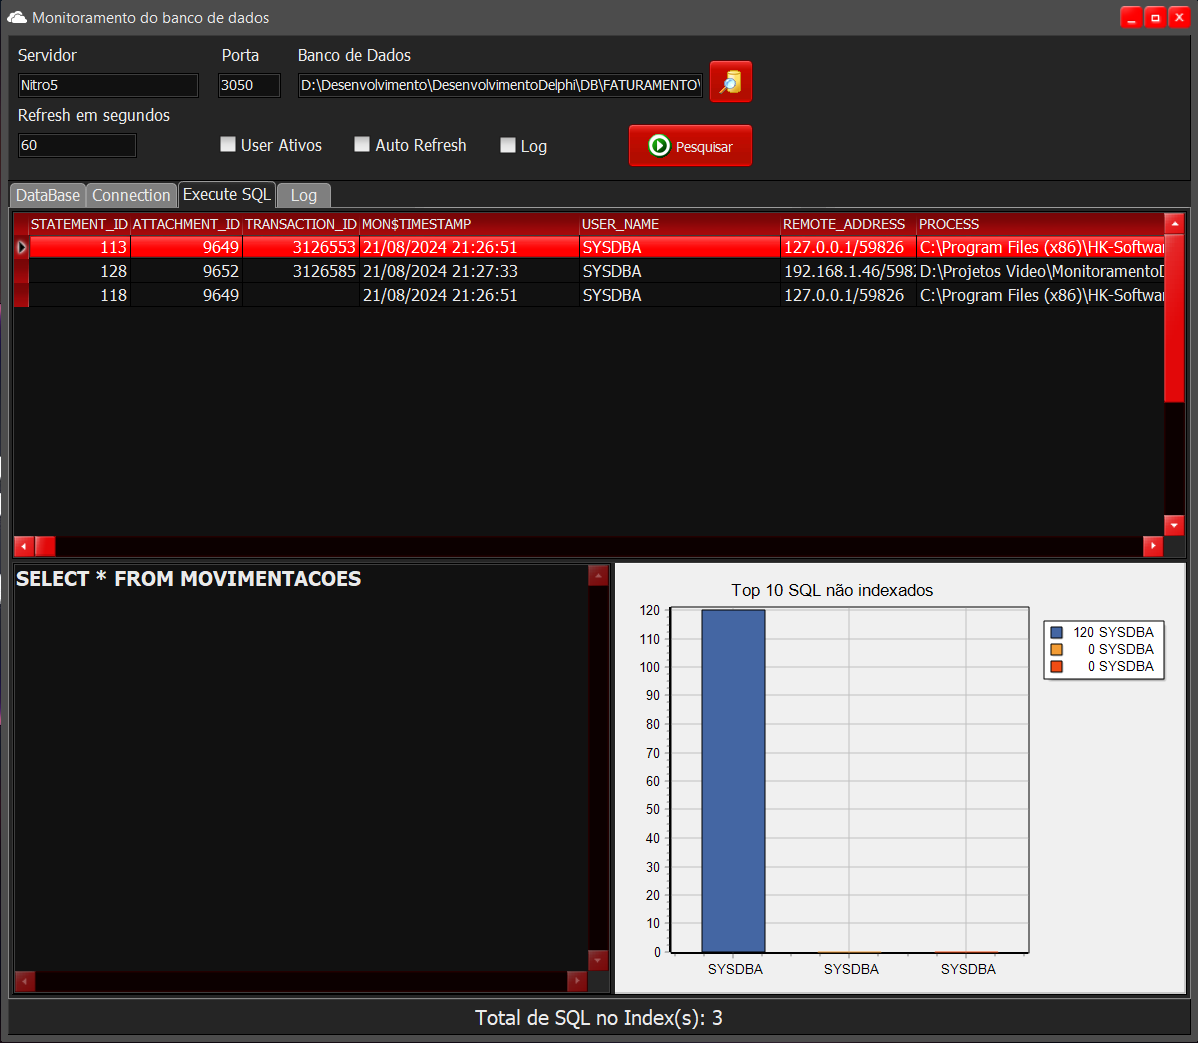 Monitoramento do banco de dados
Servidor Porta Banco de Dados
Nitro5 3050 D:\Desenvolvimento\DesenvolvimentoDelphi\DB\FATURAMENTO\
Refresh em segundos
60 User Ativos Auto Refresh Log Pesquisar
DataBase Connection Execute SQL Log
STATEMENT_ID ATTACHMENT_ID TRANSACTION_ID MON$TIMESTAMP USER_NAME REMOTE_ADDRESS PROCESS
113 9649 3126553 21/08/2024 21:26:51 SYSDBA 127.0.0.1/59826 C:\Program Files (x86)\HK-Softwar
128 9652 3126585 21/08/2024 21:27:33 SYSDBA 192.168.1.46/598 D:\Projetos Video\Monitoramento
118 9649 21/08/2024 21:26:51 SYSDBA 127.0.0.1/59826 C:\Program Files (x86)\HK-Softwar
SELECT * FROM MOVIMENTACOES
Top 10 SQL não indexados
120
110
100
90
80
70
60
50
40
30
20
10
0
SYSDBA SYSDBA SYSDBA
120 SYSDBA
0 SYSDBA
0 SYSDBA
Total de SQL no Index(s): 3